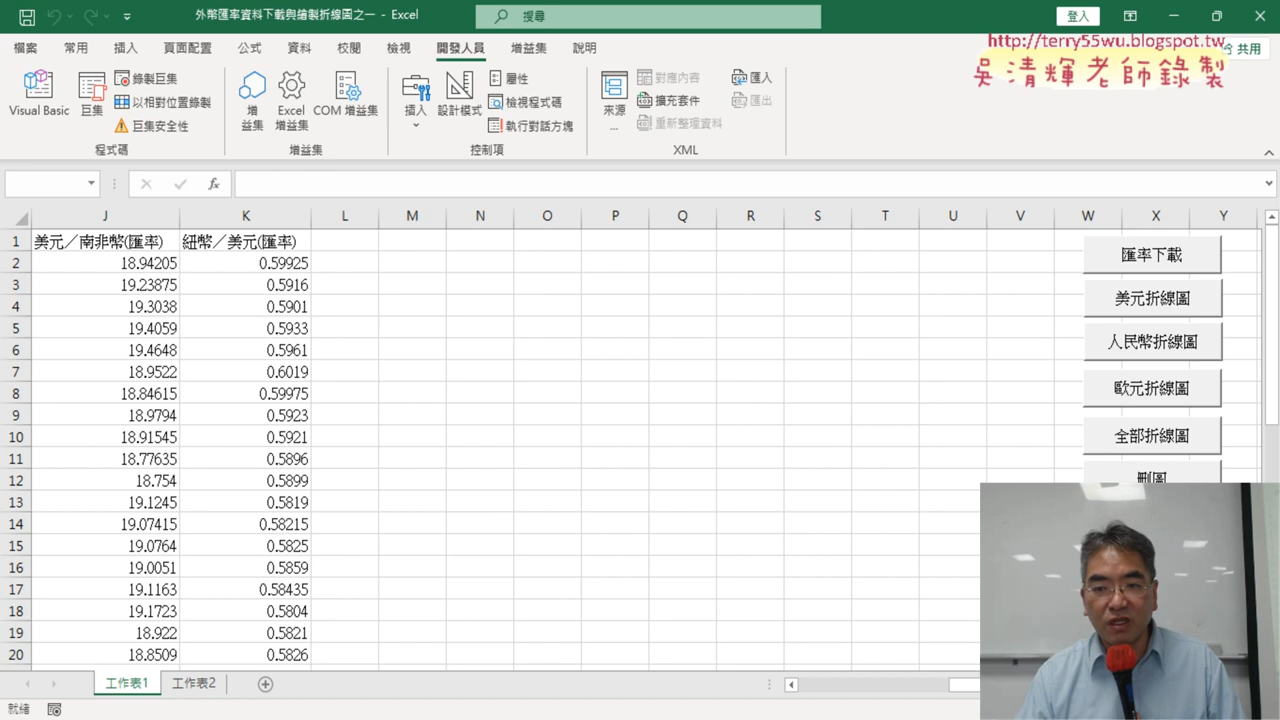 外幣匯率資料下載與繪製折線圖之一 - Excel
搜尋
登入
檔案 常用 插入 頁面配置 公式 資料 校閱 檢視 開發人員 增益集 說明
共用
http://terry55wu.blogspot.tw
吳清輝老師錄製
Visual Basic
巨集
錄製巨集
以相對位置錄製
巨集安全性
程式碼
增
益集
Excel
增益集
COM 增益集
增益集
插入
設計模式
屬性
檢視程式碼
執行對話方塊
控制項
來源
...
對應內容
擴充套件
重新整理資料
匯入
匯出
XML
fx
J K L M N O P Q R S T U V W X Y
1 美元／南非幣(匯率) 紐幣／美元(匯率)
2 18.94205 0.59925
3 19.23875 0.5916
4 19.3038 0.5901
5 19.4059 0.5933
6 19.4648 0.5961
7 18.9522 0.6019
8 18.84615 0.59975
9 18.9794 0.5923
10 18.91545 0.5921
11 18.77635 0.5896
12 18.754 0.5899
13 19.1245 0.5819
14 19.07415 0.58215
15 19.0764 0.5825
16 19.0051 0.5859
17 19.1163 0.58435
18 19.1723 0.5804
19 18.922 0.5821
20 18.8509 0.5826
匯率下載
美元折線圖
人民幣折線圖
歐元折線圖
全部折線圖
刪圖
工作表1 工作表2
就緒